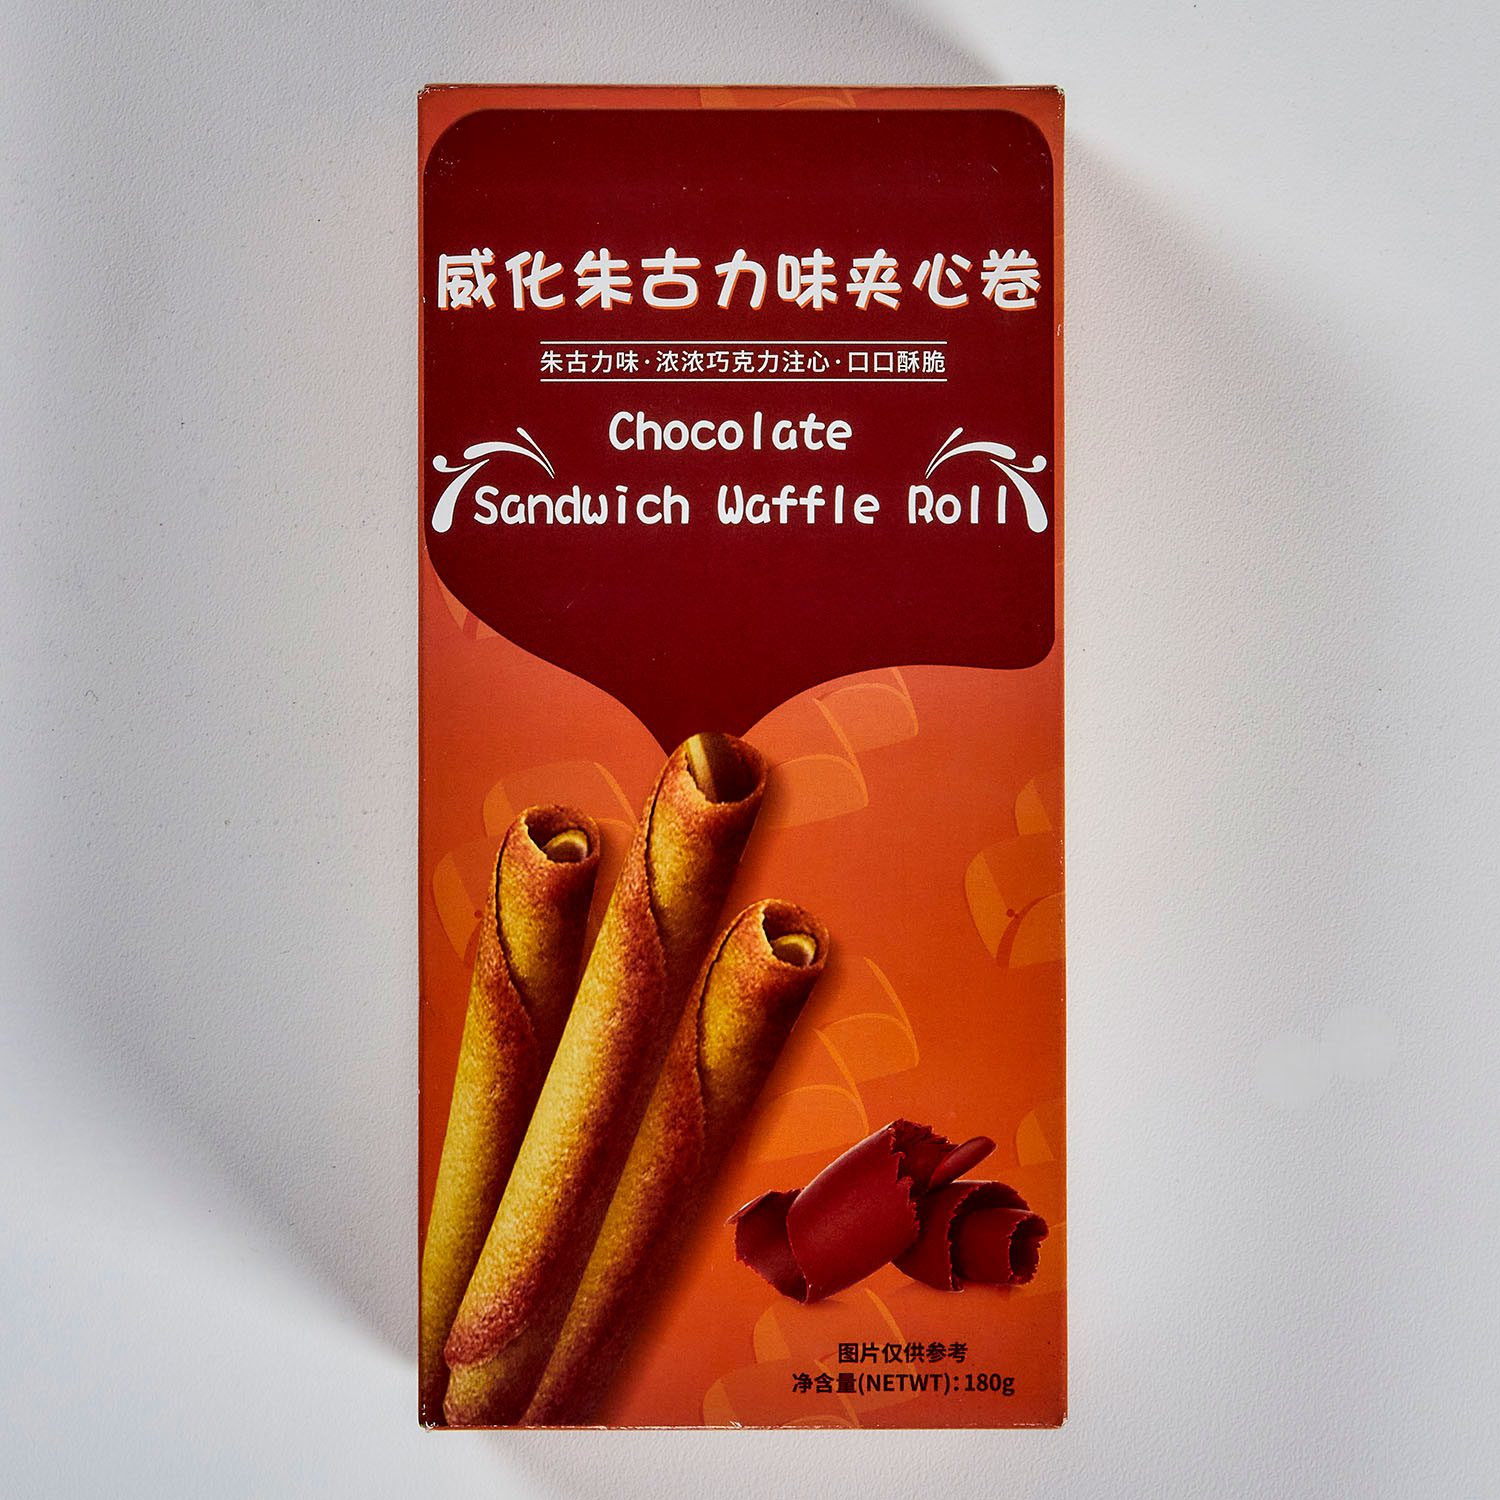 威化朱古力味夹心卷
朱古力味·浓浓巧克力注心·口口酥脆
Chocolate
Sandwich Waffle Roll
图片仅供参考
净含量(NETWT):180g